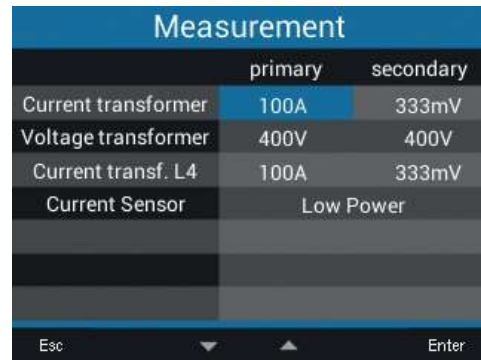 Measurement
primary secondary
Current transformer 100A 333mV
Voltage transformer 400V 400V
Current transf. L4 100A 333mV
Current Sensor Low Power
Esc Enter